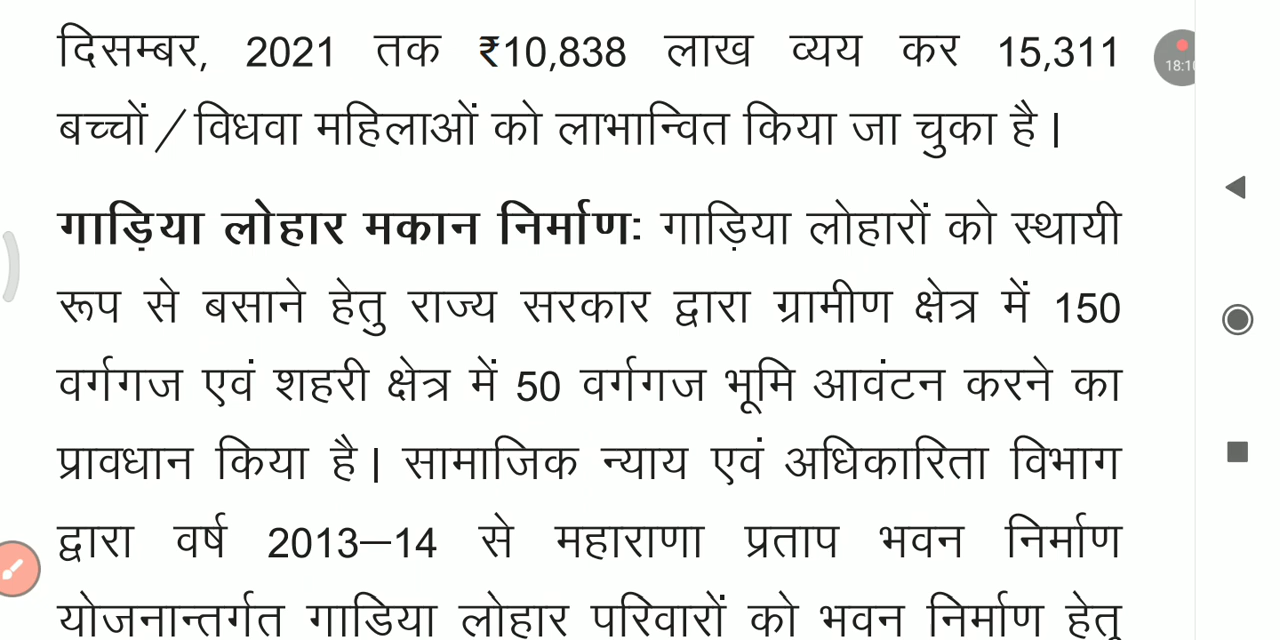 दिसम्बर, 2021 तक ₹10,838 लाख व्यय कर 15,311
बच्चों/विधवा महिलाओं को लाभान्वित किया जा चुका है।
गाड़िया लोहार मकान निर्माणः गाड़िया लोहारों को स्थायी
रूप से बसाने हेतु राज्य सरकार द्वारा ग्रामीण क्षेत्र में 150
वर्गगज एवं शहरी क्षेत्र में 50 वर्गगज भूमि आवंटन करने का
प्रावधान किया है। सामाजिक न्याय एवं अधिकारिता विभाग
द्वारा वर्ष 2013–14 से महाराणा प्रताप भवन निर्माण
योजनान्तर्गत गाडिया लोहार परिवारों को भवन निर्माण हेतु